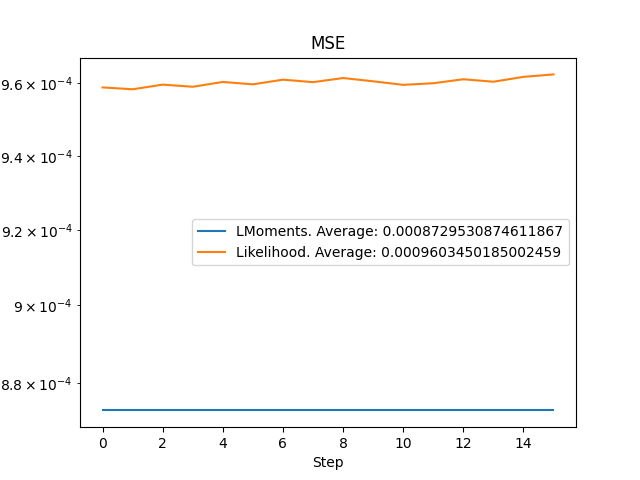 MSE
9.6 × 10⁻⁴
9.4 × 10⁻⁴
9.2 × 10⁻⁴
9 × 10⁻⁴
8.8 × 10⁻⁴
LMoments. Average: 0.0008729530874611867
Likelihood. Average: 0.0009603450185002459
0 2 4 6 8 10 12 14
Step